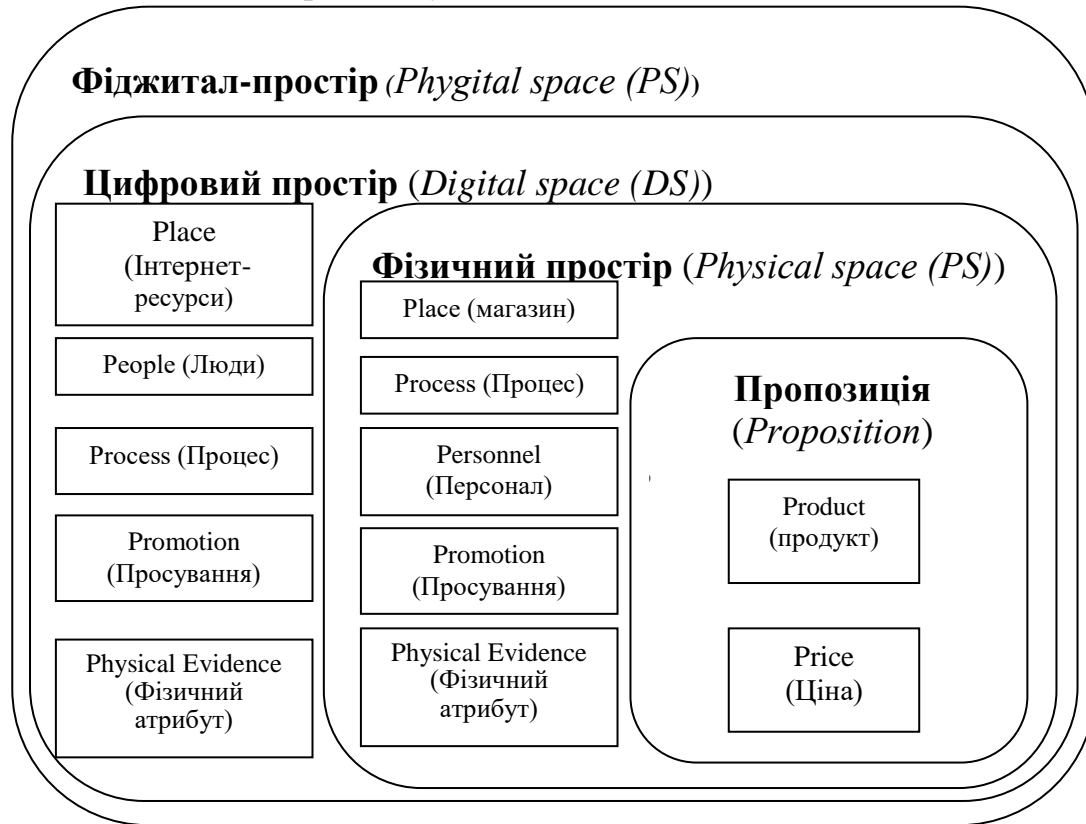 Фіджитал-простір (Phygital space (PS))
Цифровий простір (Digital space (DS))
Place
(Інтернет-
ресурси)
People (Люди)
Process (Процес)
Promotion
(Просування)
Physical Evidence
(Фізичний
атрибут)
Фізичний простір (Physical space (PS))
Place (магазин)
Process (Процес)
Personnel
(Персонал)
Promotion
(Просування)
Physical Evidence
(Фізичний
атрибут)
Пропозиція
(Proposition)
Product
(продукт)
Price
(Ціна)